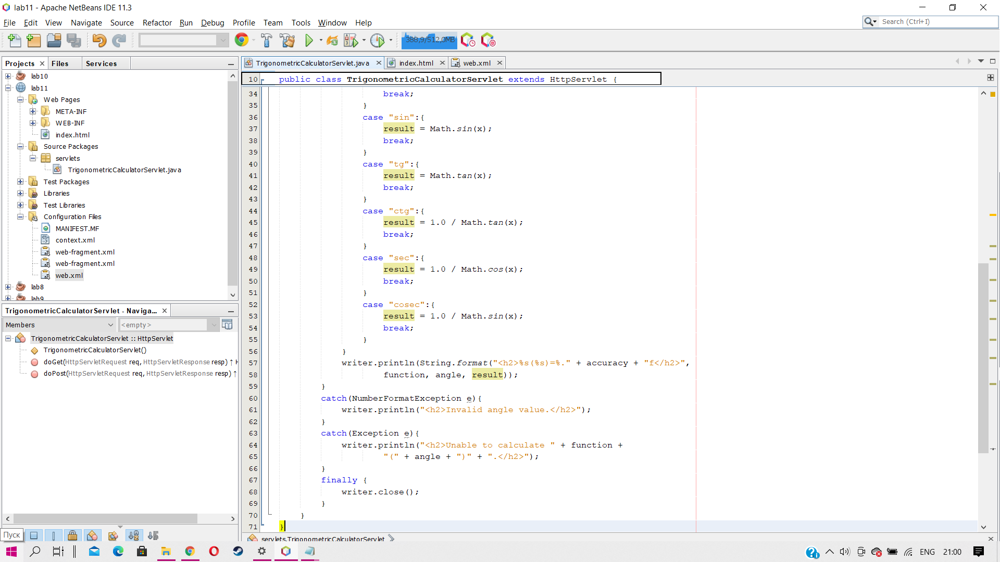 lab11 - Apache NetBeans IDE 11.3
File Edit View Navigate Source Refactor Run Debug Profile Team Tools Window Help
Search (Ctrl+I)
388,9/512,0MB
Projects Files Services
lab10
lab11
Web Pages
META-INF
WEB-INF
index.html
Source Packages
servlets
TrigonometricCalculatorServlet.java
Test Packages
Libraries
Test Libraries
Configuration Files
MANIFEST.MF
context.xml
web-fragment.xml
web-fragment.xml
web.xml
lab8
lab9
TrigonometricCalculatorServlet - Naviga...
Members
<empty>
TrigonometricCalculatorServlet :: HttpServlet
TrigonometricCalculatorServlet()
doGet(HttpServletRequest req, HttpServletResponse resp) ↑ H
doPost(HttpServletRequest req, HttpServletResponse resp) ↑
Пуск
TrigonometricCalculatorServlet.java index.html web.xml
10 public class TrigonometricCalculatorServlet extends HttpServlet {
34 break;
35 }
36 case "sin":{
37 result = Math.sin(x);
38 break;
39 }
40 case "tg":{
41 result = Math.tan(x);
42 break;
43 }
44 case "ctg":{
45 result = 1.0 / Math.tan(x);
46 break;
47 }
48 case "sec":{
49 result = 1.0 / Math.cos(x);
50 break;
51 }
52 case "cosec":{
53 result = 1.0 / Math.sin(x);
54 break;
55 }
56 }
57 writer.println(String.format("<h2>%s(%s)=%." + accuracy + "f</h2>",
58 function, angle, result));
59 }
60 catch(NumberFormatException e){
61 writer.println("<h2>Invalid angle value.</h2>");
62 }
63 catch(Exception e){
64 writer.println("<h2>Unable to calculate " + function +
65 "(" + angle + ")" + ".</h2>");
66 }
67 finally {
68 writer.close();
69 }
70 }
71 }
servlets.TrigonometricCalculatorServlet
ENG 21:00